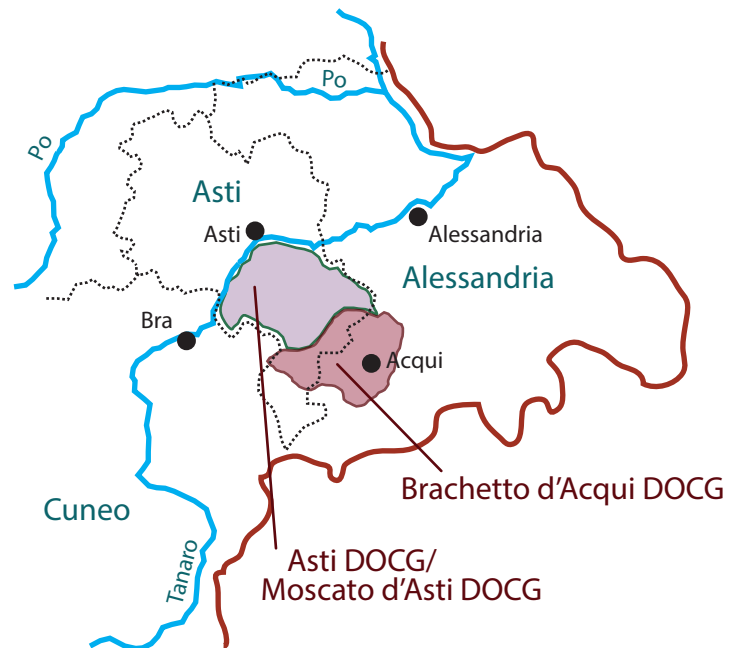 Po
Po
Asti
Asti
Alessandria
Alessandria
Bra
Acqui
Brachetto d'Acqui DOCG
Cuneo
Asti DOCG/
Moscato d'Asti DOCG
Tanaro